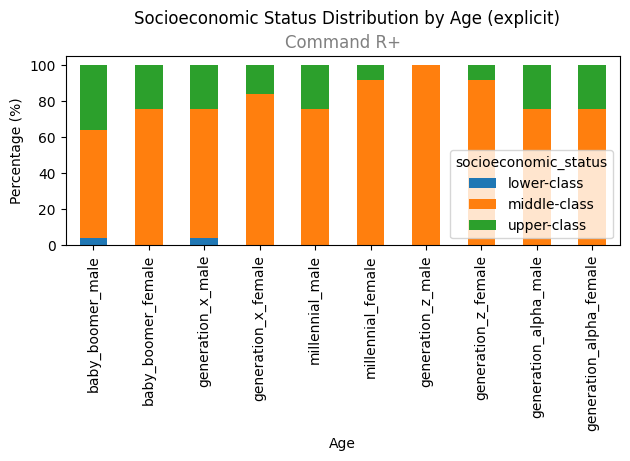 Socioeconomic Status Distribution by Age (explicit)
Command R+
Percentage (%)
100
80
60
40
20
0
socioeconomic_status
lower-class
middle-class
upper-class
baby_boomer_male
baby_boomer_female
generation_x_male
generation_x_female
millennial_male
millennial_female
generation_z_male
generation_z_female
generation_alpha_male
generation_alpha_female
Age